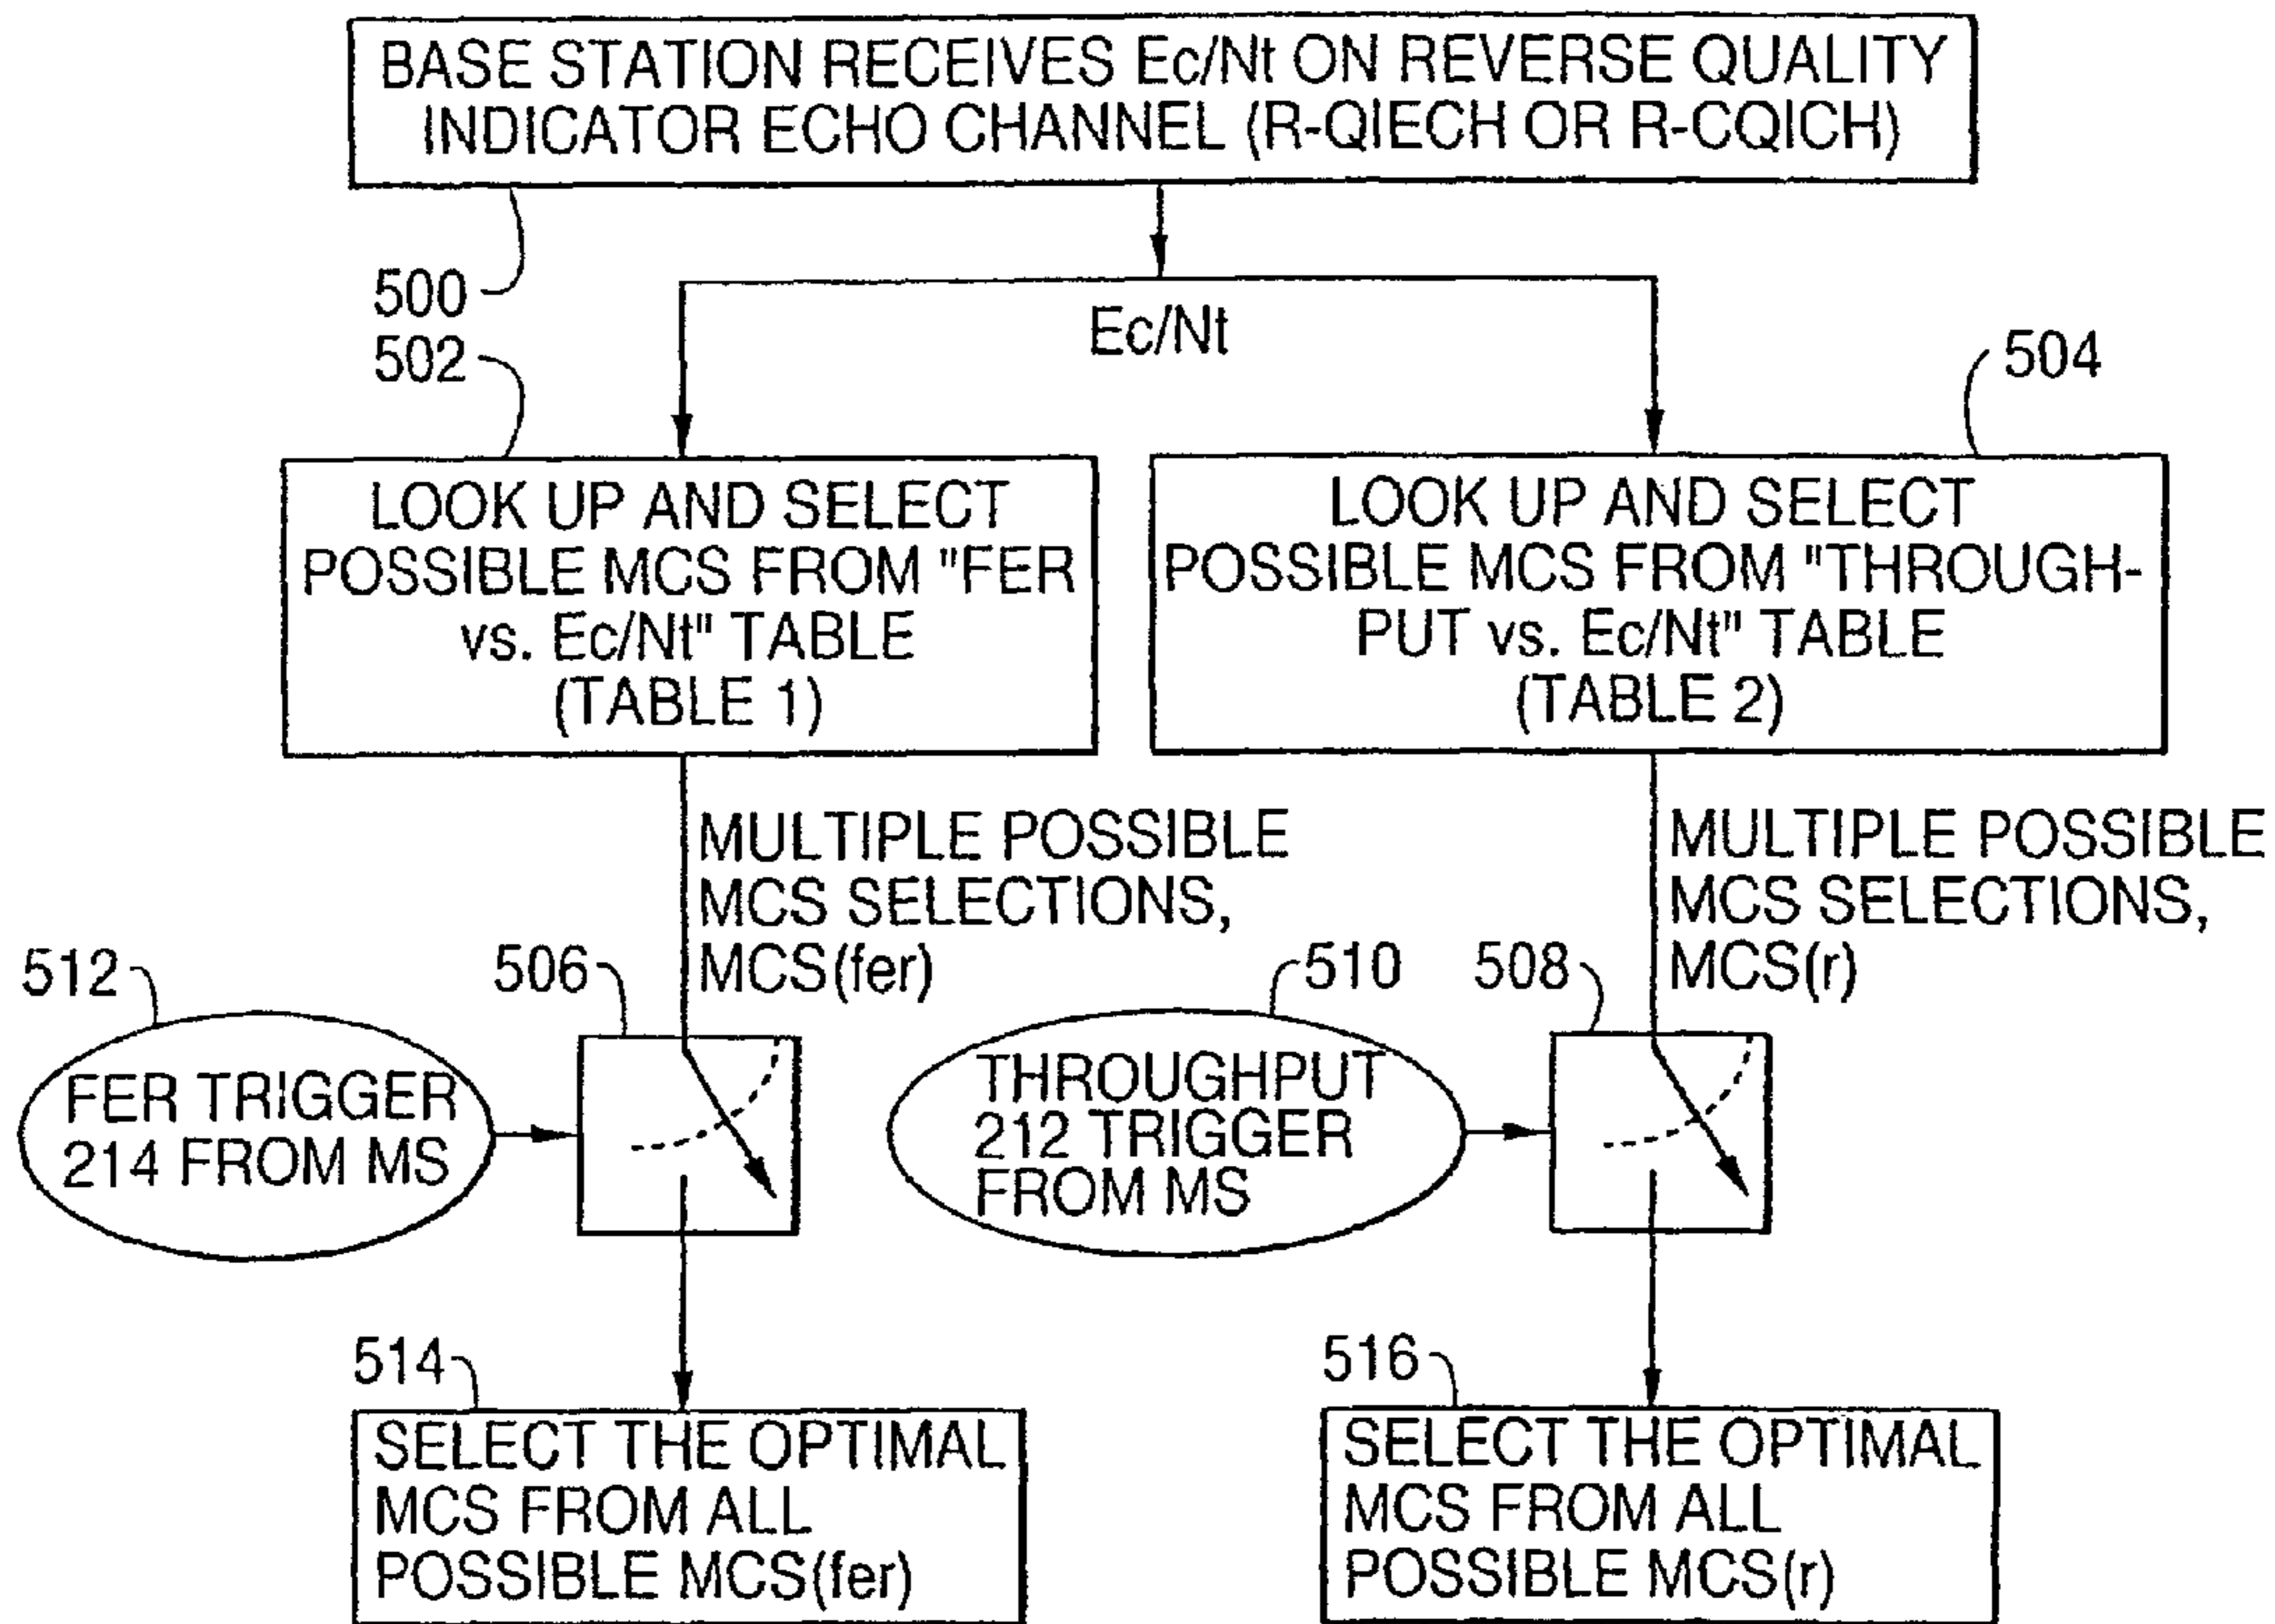 BASE STATION RECEIVES Ec/Nt ON REVERSE QUALITY
INDICATOR ECHO CHANNEL (R-QIECH OR R-CQICH)
500
Ec/Nt
502
504
LOOK UP AND SELECT
POSSIBLE MCS FROM "FER
vs. Ec/Nt" TABLE
(TABLE 1)
LOOK UP AND SELECT
POSSIBLE MCS FROM "THROUGH-
PUT vs. Ec/Nt" TABLE
(TABLE 2)
MULTIPLE POSSIBLE
MCS SELECTIONS,
MCS(fer)
MULTIPLE POSSIBLE
MCS SELECTIONS,
MCS(r)
512
506
510
508
FER TRIGGER
214 FROM MS
THROUGHPUT
212 TRIGGER
FROM MS
514
516
SELECT THE OPTIMAL
MCS FROM ALL
POSSIBLE MCS(fer)
SELECT THE OPTIMAL
MCS FROM ALL
POSSIBLE MCS(r)